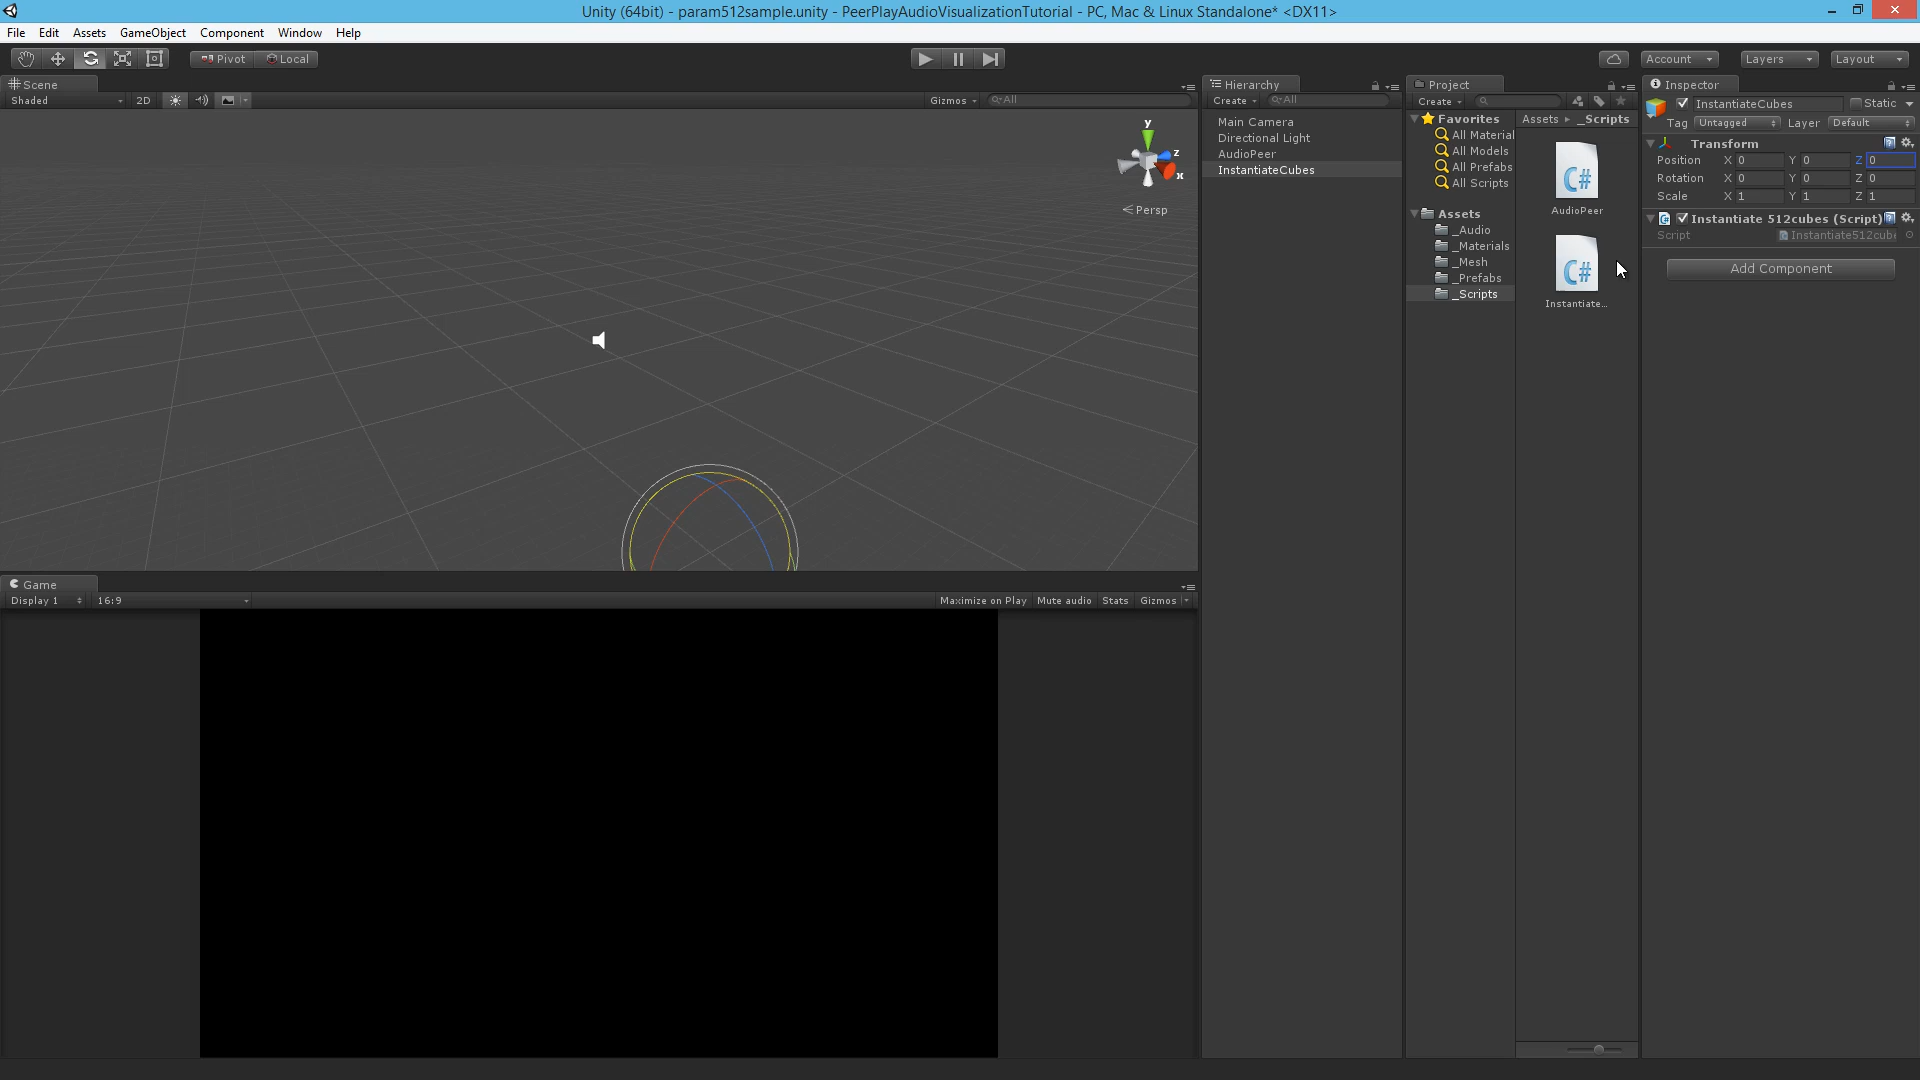 Unity (64bit) - param512sample.unity - PeerPlayAudioVisualizationTutorial - PC, Mac & Linux Standalone* <DX11>
File Edit Assets GameObject Component Window Help
Pivot Local Account Layers Layout
Scene
Shaded 2D Gizmos All
y
z
x
Persp
Game
Display 1 16:9 Maximize on Play Mute audio Stats Gizmos
Hierarchy
Create All
Main Camera
Directional Light
AudioPeer
InstantiateCubes
Project
Create
Favorites
All Material
All Models
All Prefabs
All Scripts
Assets
_Audio
_Materials
_Mesh
_Prefabs
_Scripts
Assets _Scripts
C#
AudioPeer
C#
Instantiate...
Inspector
InstantiateCubes Static
Tag Untagged Layer Default
Transform
Position X 0 Y 0 Z 0
Rotation X 0 Y 0 Z 0
Scale X 1 Y 1 Z 1
Instantiate 512cubes (Script)
Script Instantiate512cub
Add Component